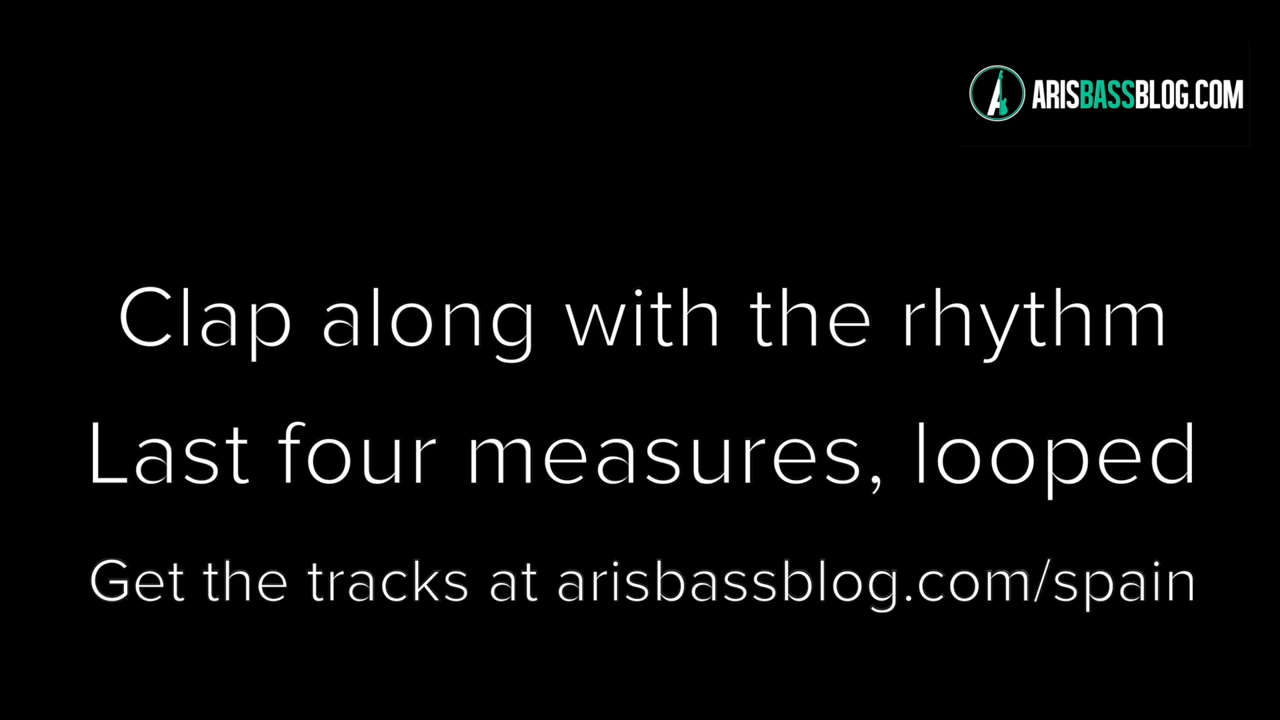 ARISBASSBLOG.COM
Clap along with the rhythm
Last four measures, looped
Get the tracks at arisbassblog.com/spain